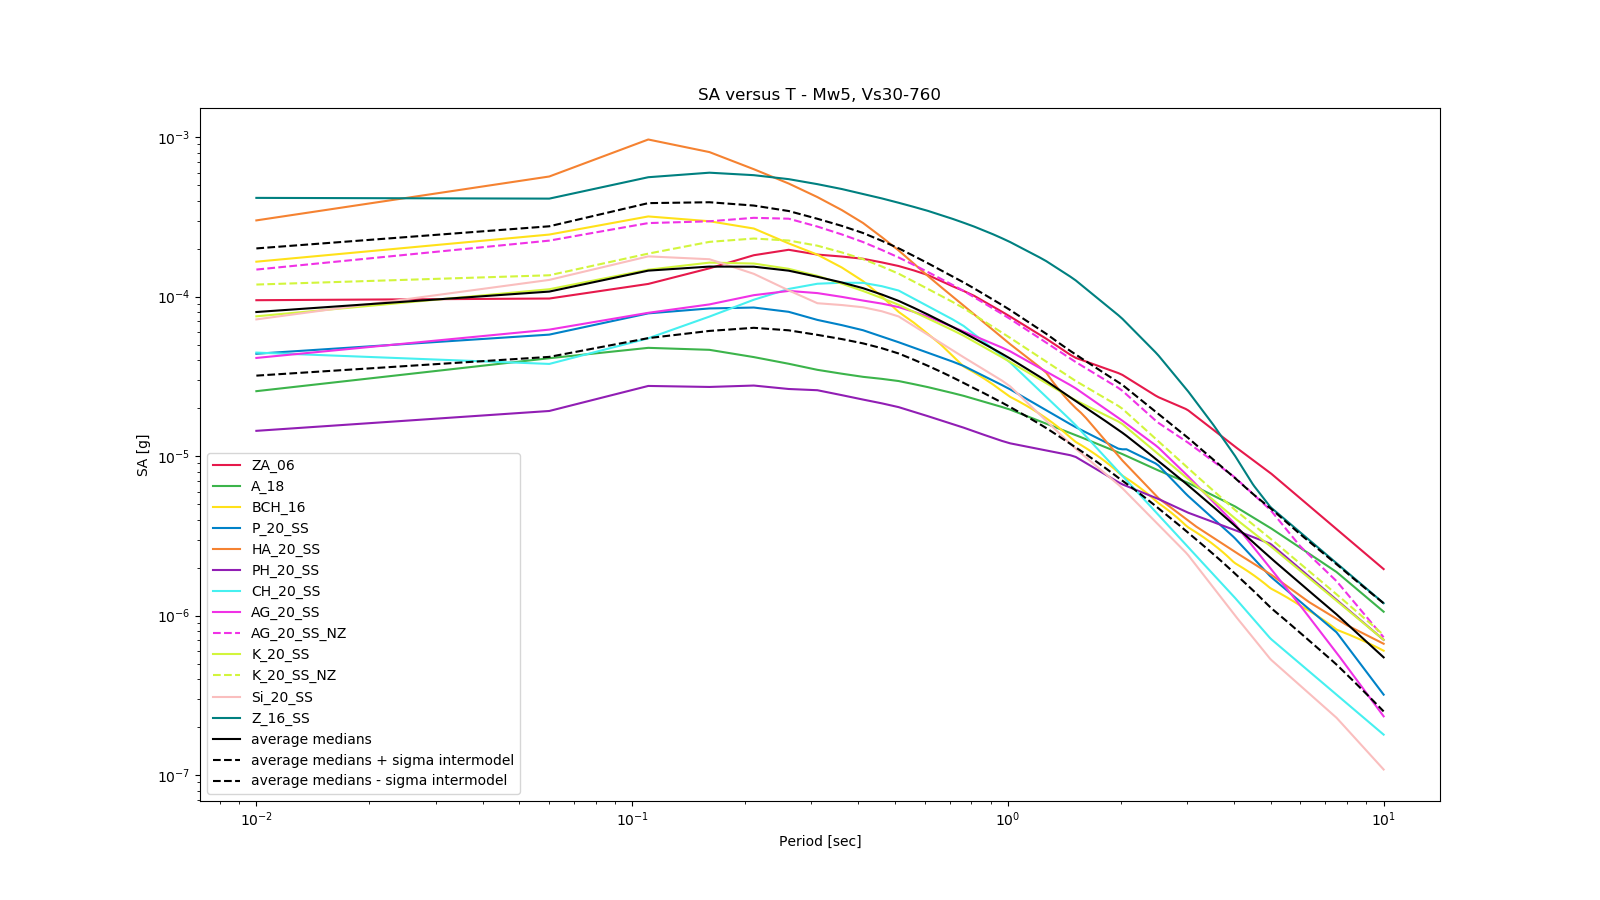 SA versus T - Mw5, Vs30-760
10⁻³
10⁻⁴
10⁻⁵
10⁻⁶
10⁻⁷
SA [g]
ZA_06
A_18
BCH_16
P_20_SS
HA_20_SS
PH_20_SS
CH_20_SS
AG_20_SS
AG_20_SS_NZ
K_20_SS
K_20_SS_NZ
Si_20_SS
Z_16_SS
average medians
average medians + sigma intermodel
average medians - sigma intermodel
10⁻² 10⁻¹ 10⁰ 10¹
Period [sec]